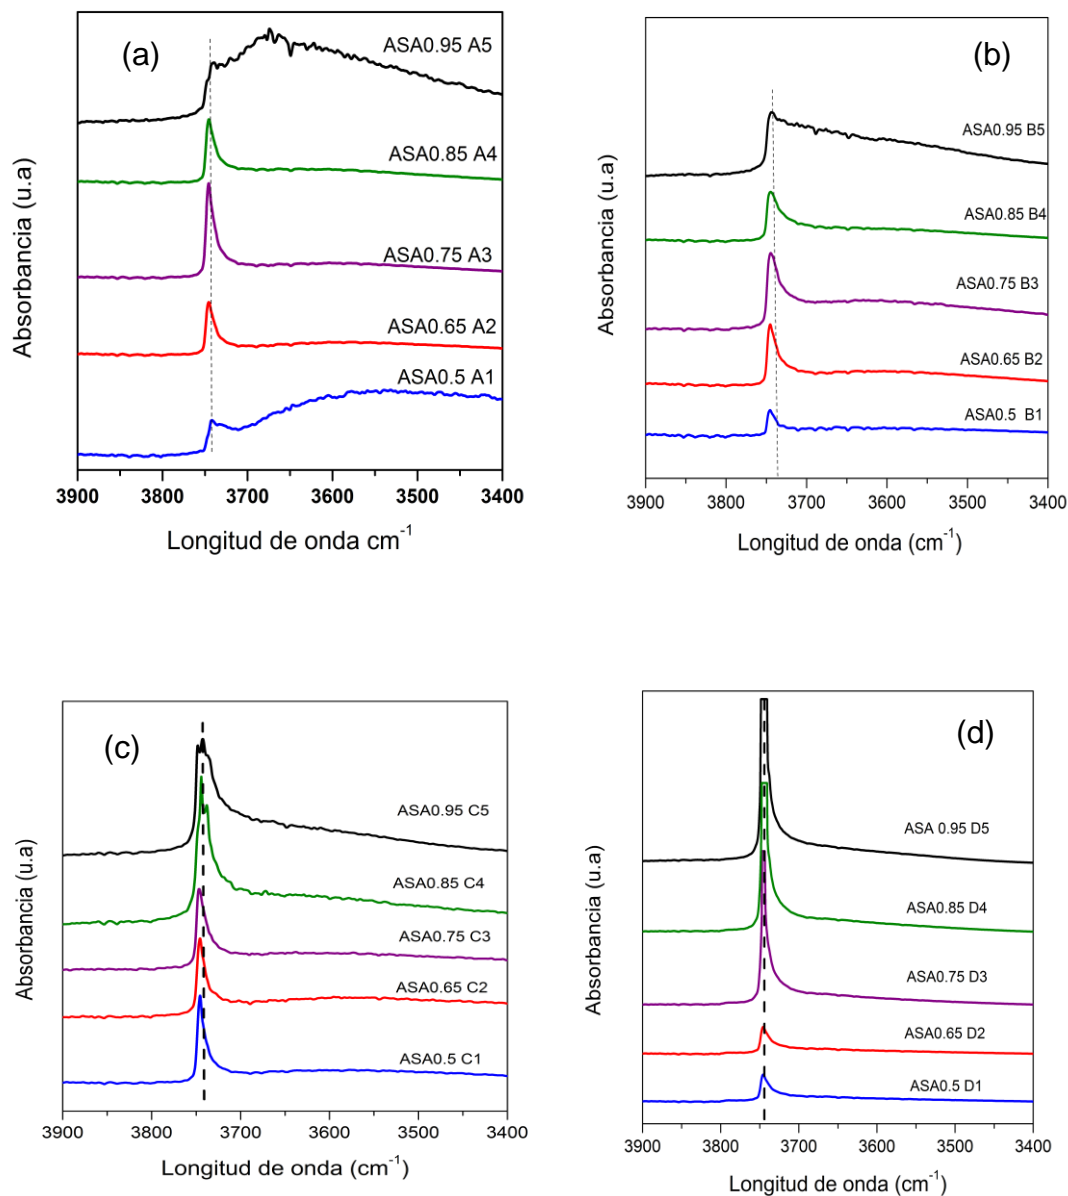 (a)
ASA0.95 A5
ASA0.85 A4
ASA0.75 A3
ASA0.65 A2
ASA0.5 A1
Absorbancia (u.a)
3900 3800 3700 3600 3500 3400
Longitud de onda cm⁻¹
(b)
ASA0.95 B5
ASA0.85 B4
ASA0.75 B3
ASA0.65 B2
ASA0.5 B1
Absorbancia (u.a)
3900 3800 3700 3600 3500 3400
Longitud de onda (cm⁻¹)
(c)
ASA0.95 C5
ASA0.85 C4
ASA0.75 C3
ASA0.65 C2
ASA0.5 C1
Absorbancia (u.a)
3900 3800 3700 3600 3500 3400
Longitud de onda (cm⁻¹)
(d)
ASA 0.95 D5
ASA0.85 D4
ASA0.75 D3
ASA0.65 D2
ASA0.5 D1
Absorbancia (u.a)
3900 3800 3700 3600 3500 3400
Longitud de onda (cm⁻¹)